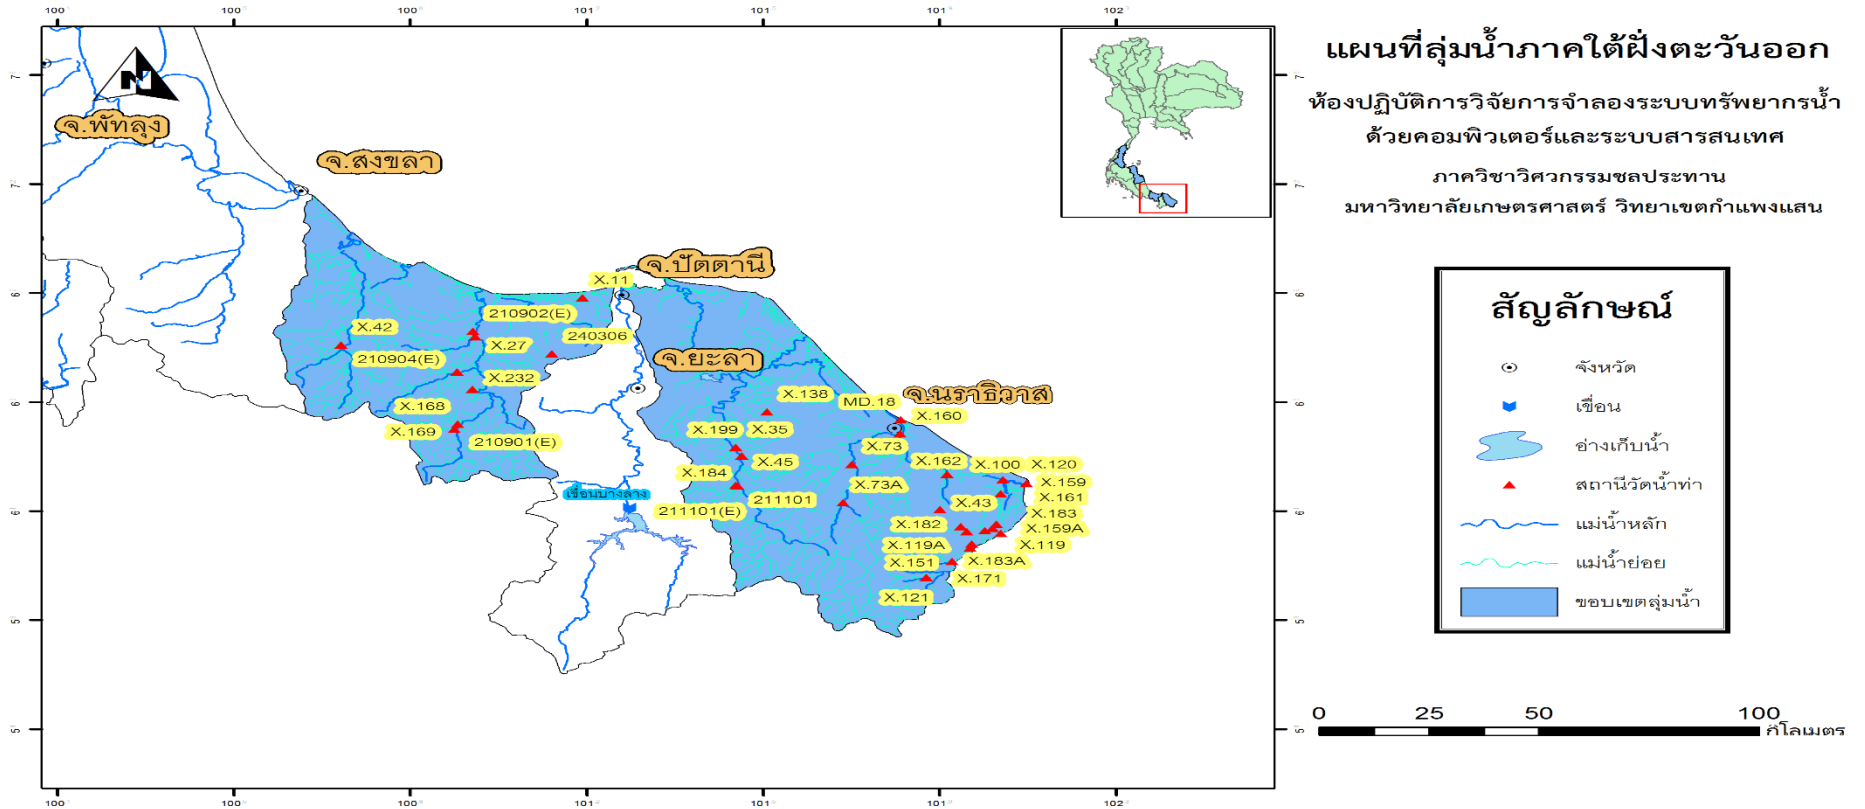 100 100 100 101 101 101 102
แผนที่ลุ่มน้ำภาคใต้ฝั่งตะวันออก
ห้องปฏิบัติการวิจัยการจำลองระบบทรัพยากรน้ำ
ด้วยคอมพิวเตอร์และระบบสารสนเทศ
ภาควิชาวิศวกรรมชลประทาน
มหาวิทยาลัยเกษตรศาสตร์ วิทยาเขตกำแพงแสน
N
จ.พัทลุง
จ.สงขลา
จ.ปัตตานี
X.11
210902(E)
X.42
240306
X.27
210904(E)
จ.ยะลา
X.232
จ.นราธิวาส
X.138
MD.18
X.168
X.160
X.169
X.199
X.35
210901(E)
X.73
X.45
X.162
X.100
X.120
X.184
X.73A
X.159
เขื่อนบางลาง
211101
X.161
X.43
211101(E)
X.183
X.182
X.159A
X.119A
X.119
X.151
X.183A
X.171
X.121
สัญลักษณ์
จังหวัด
เขื่อน
อ่างเก็บน้ำ
สถานีวัดน้ำท่า
แม่น้ำหลัก
แม่น้ำย่อย
ขอบเขตลุ่มน้ำ
0 25 50 100
กิโลเมตร
100 100 100 101 101 101 102